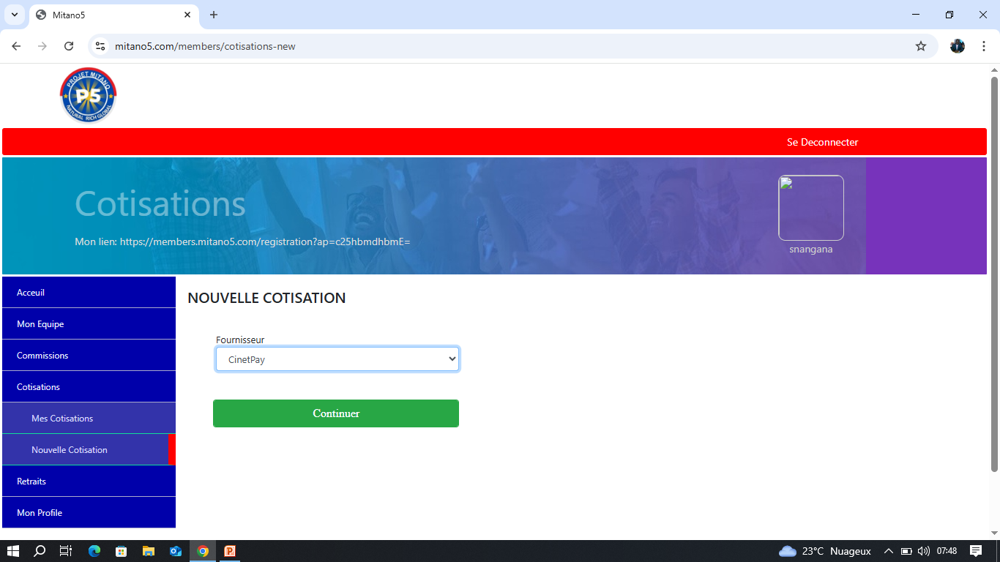 Mitano5
mitano5.com/members/cotisations-new
PROJET MITANO
P5
NATURAL RICH GLOBAL
Se Deconnecter
Cotisations
Mon lien: https://members.mitano5.com/registration?ap=c25hbmdhbmE=
snangana
Acceuil
Mon Equipe
Commissions
Cotisations
Mes Cotisations
Nouvelle Cotisation
Retraits
Mon Profile
NOUVELLE COTISATION
Fournisseur
CinetPay
Continuer
23°C Nuageux
07:48